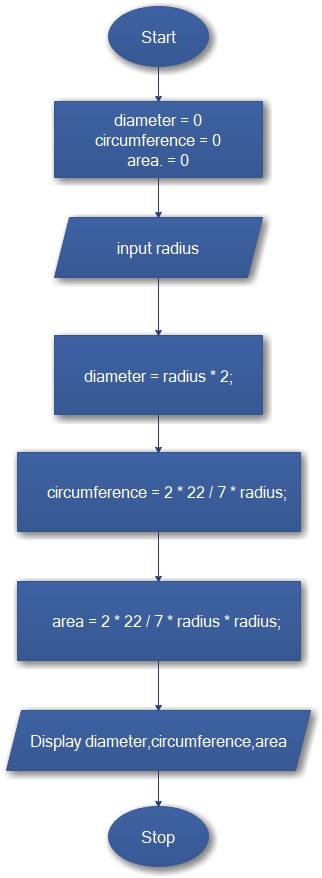 Start
diameter = 0
circumference = 0
area. = 0
input radius
diameter = radius * 2;
circumference = 2 * 22 / 7 * radius;
area = 2 * 22 / 7 * radius * radius;
Display diameter,circumference,area
Stop